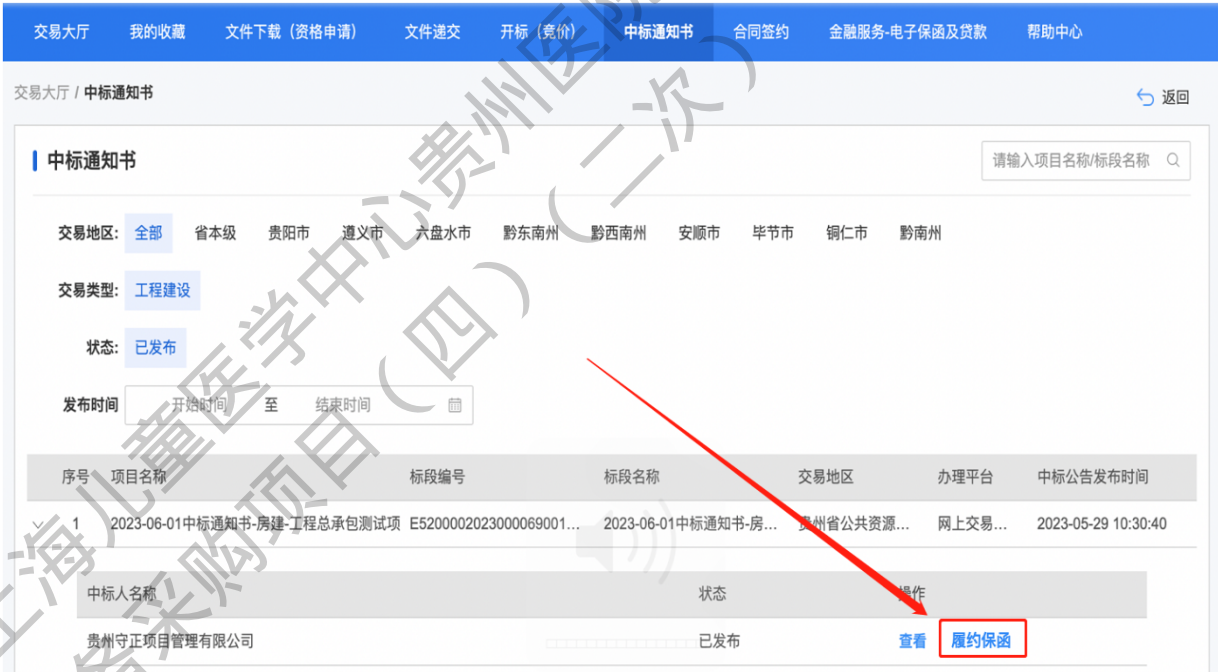 交易大厅 我的收藏 文件下载（资格申请） 文件递交 开标（竞价） 中标通知书 合同签约 金融服务-电子保函及贷款 帮助中心
交易大厅 / 中标通知书 返回
中标通知书 请输入项目名称/标段名称
交易地区: 全部 省本级 贵阳市 遵义市 六盘水市 黔东南州 黔西南州 安顺市 毕节市 铜仁市 黔南州
交易类型: 工程建设
状态: 已发布
发布时间 开始时间 至 结束时间
序号 项目名称 标段编号 标段名称 交易地区 办理平台 中标公告发布时间
1 2023-06-01中标通知书-房建-工程总承包测试项 E5200002023000069001... 2023-06-01中标通知书-房... 贵州省公共资源... 网上交易... 2023-05-29 10:30:40
中标人名称 状态 操作
贵州守正项目管理有限公司 已发布 查看 履约保函
上海儿童医学中心贵州医院
备采购项目（四）（二次）